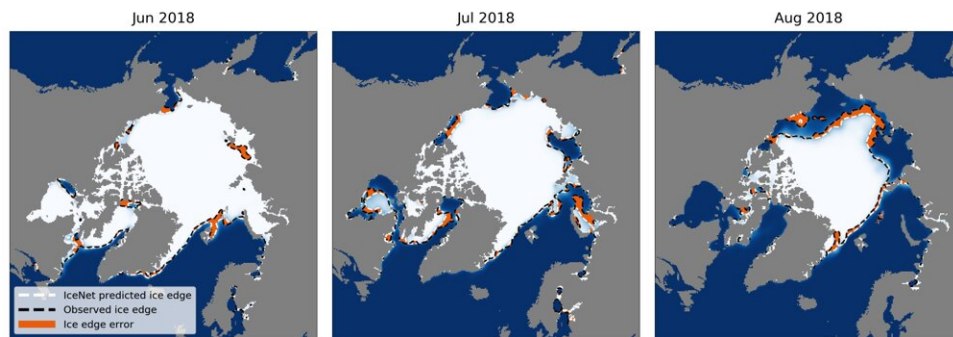 Jun 2018
Jul 2018
Aug 2018
IceNet predicted ice edge
Observed ice edge
Ice edge error